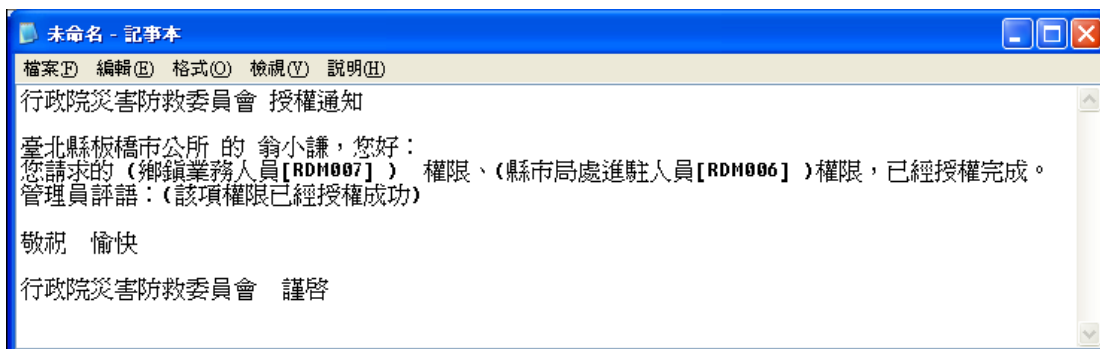 未命名 - 記事本
檔案(F) 編輯(E) 格式(O) 檢視(V) 說明(H)
行政院災害防救委員會 授權通知
臺北縣板橋市公所 的 翁小謙，您好：
您請求的 (鄉鎮業務人員[RDM007] ) 權限、(縣市局處進駐人員[RDM006] )權限，已經授權完成。
管理員評語：(該項權限已經授權成功)
敬祝 愉快
行政院災害防救委員會 謹啓